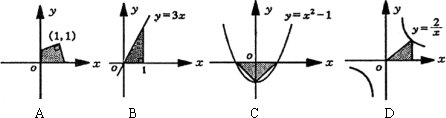 y
(1,1)
o
x
A
y
y=3x
o
1
x
B
y
y=x²-1
o
x
C
y
y=2/x
o
x
D